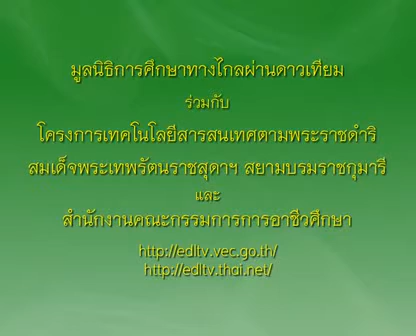 มูลนิธิการศึกษาทางไกลผ่านดาวเทียม
ร่วมกับ
โครงการเทคโนโลยีสารสนเทศตามพระราชดำริ
สมเด็จพระเทพรัตนราชสุดาฯ สยามบรมราชกุมารี
และ
สำนักงานคณะกรรมการการอาชีวศึกษา
http://edltv.vec.go.th/
http://edltv.thai.net/